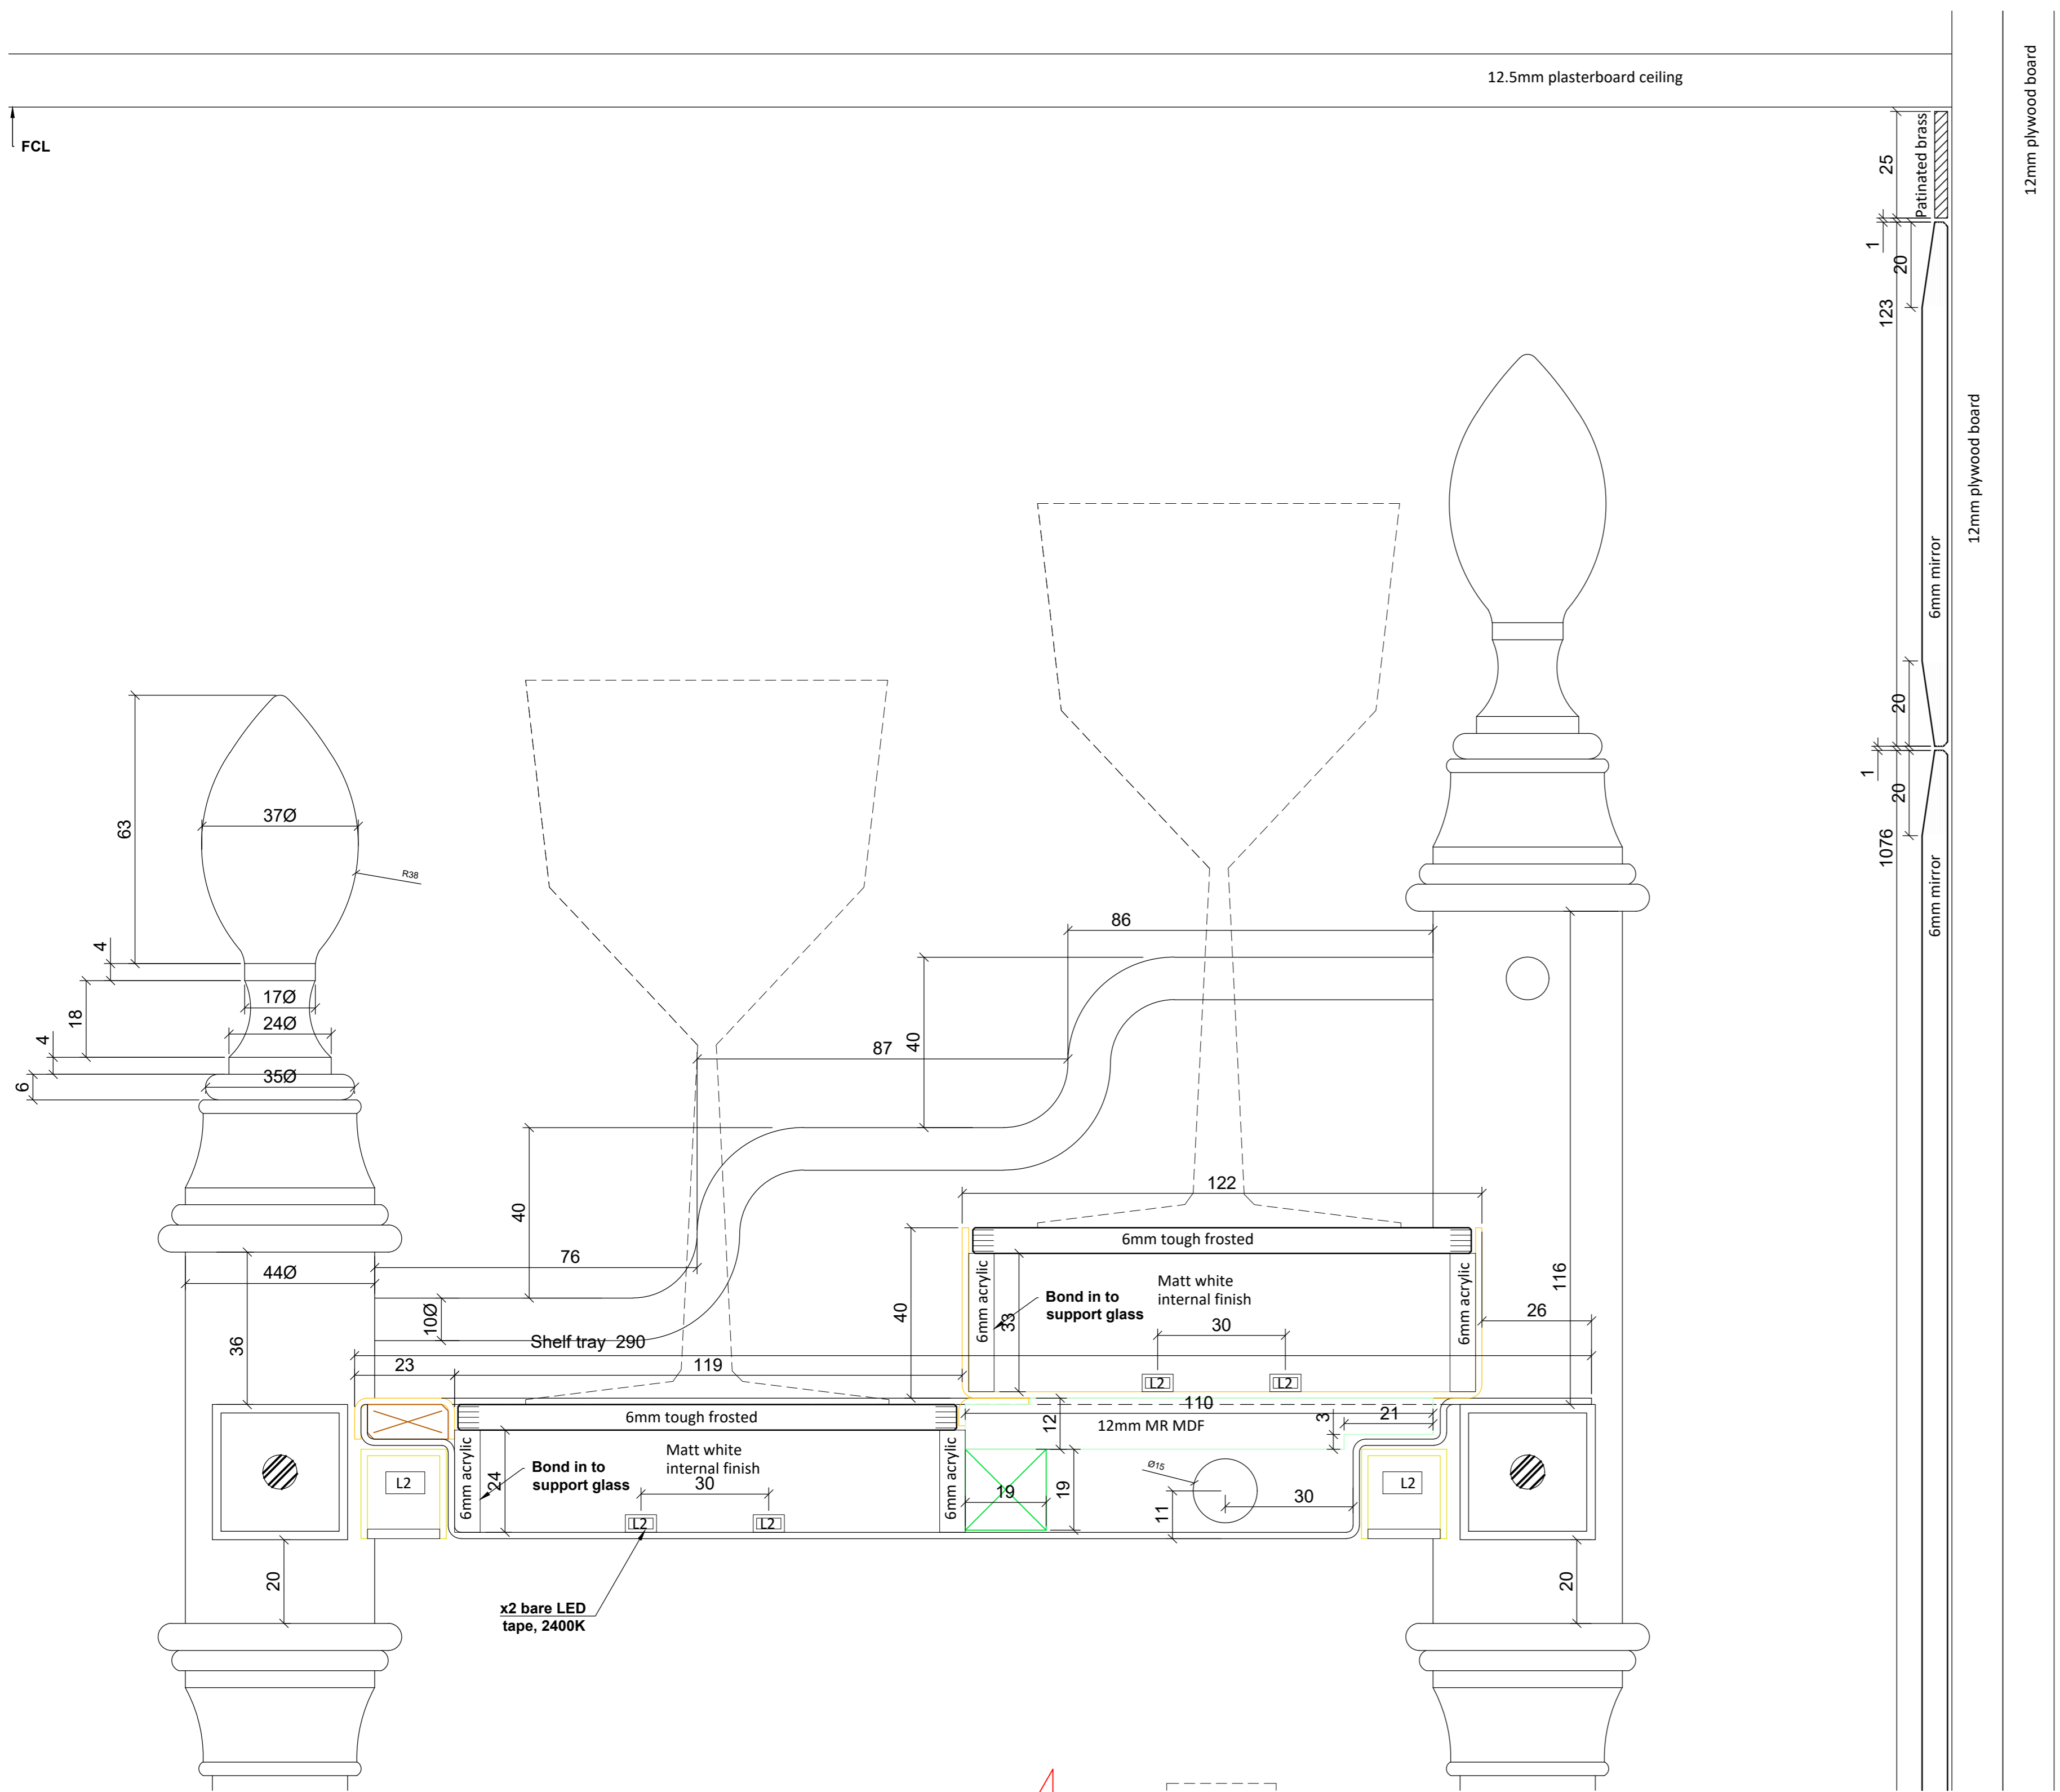 12.5mm plasterboard ceiling
FCL
12mm plywood board
Patinated brass
25
1
20
123
12mm plywood board
6mm mirror
20
1
20
1076
6mm mirror
63
37Ø
R38
4
17Ø
18
24Ø
4
35Ø
6
86
87
40
40
122
76
44Ø
10Ø
36
Shelf tray 290
23
119
6mm tough frosted
6mm acrylic
Bond in to
support glass
33
Matt white
internal finish
30
6mm acrylic
L2
L2
40
116
26
110
12
12mm MR MDF
3
21
6mm tough frosted
6mm acrylic
24
Bond in to
support glass
Matt white
internal finish
30
6mm acrylic
L2
L2
L2
L2
19
19
Ø15
11
30
20
20
x2 bare LED
tape, 2400K